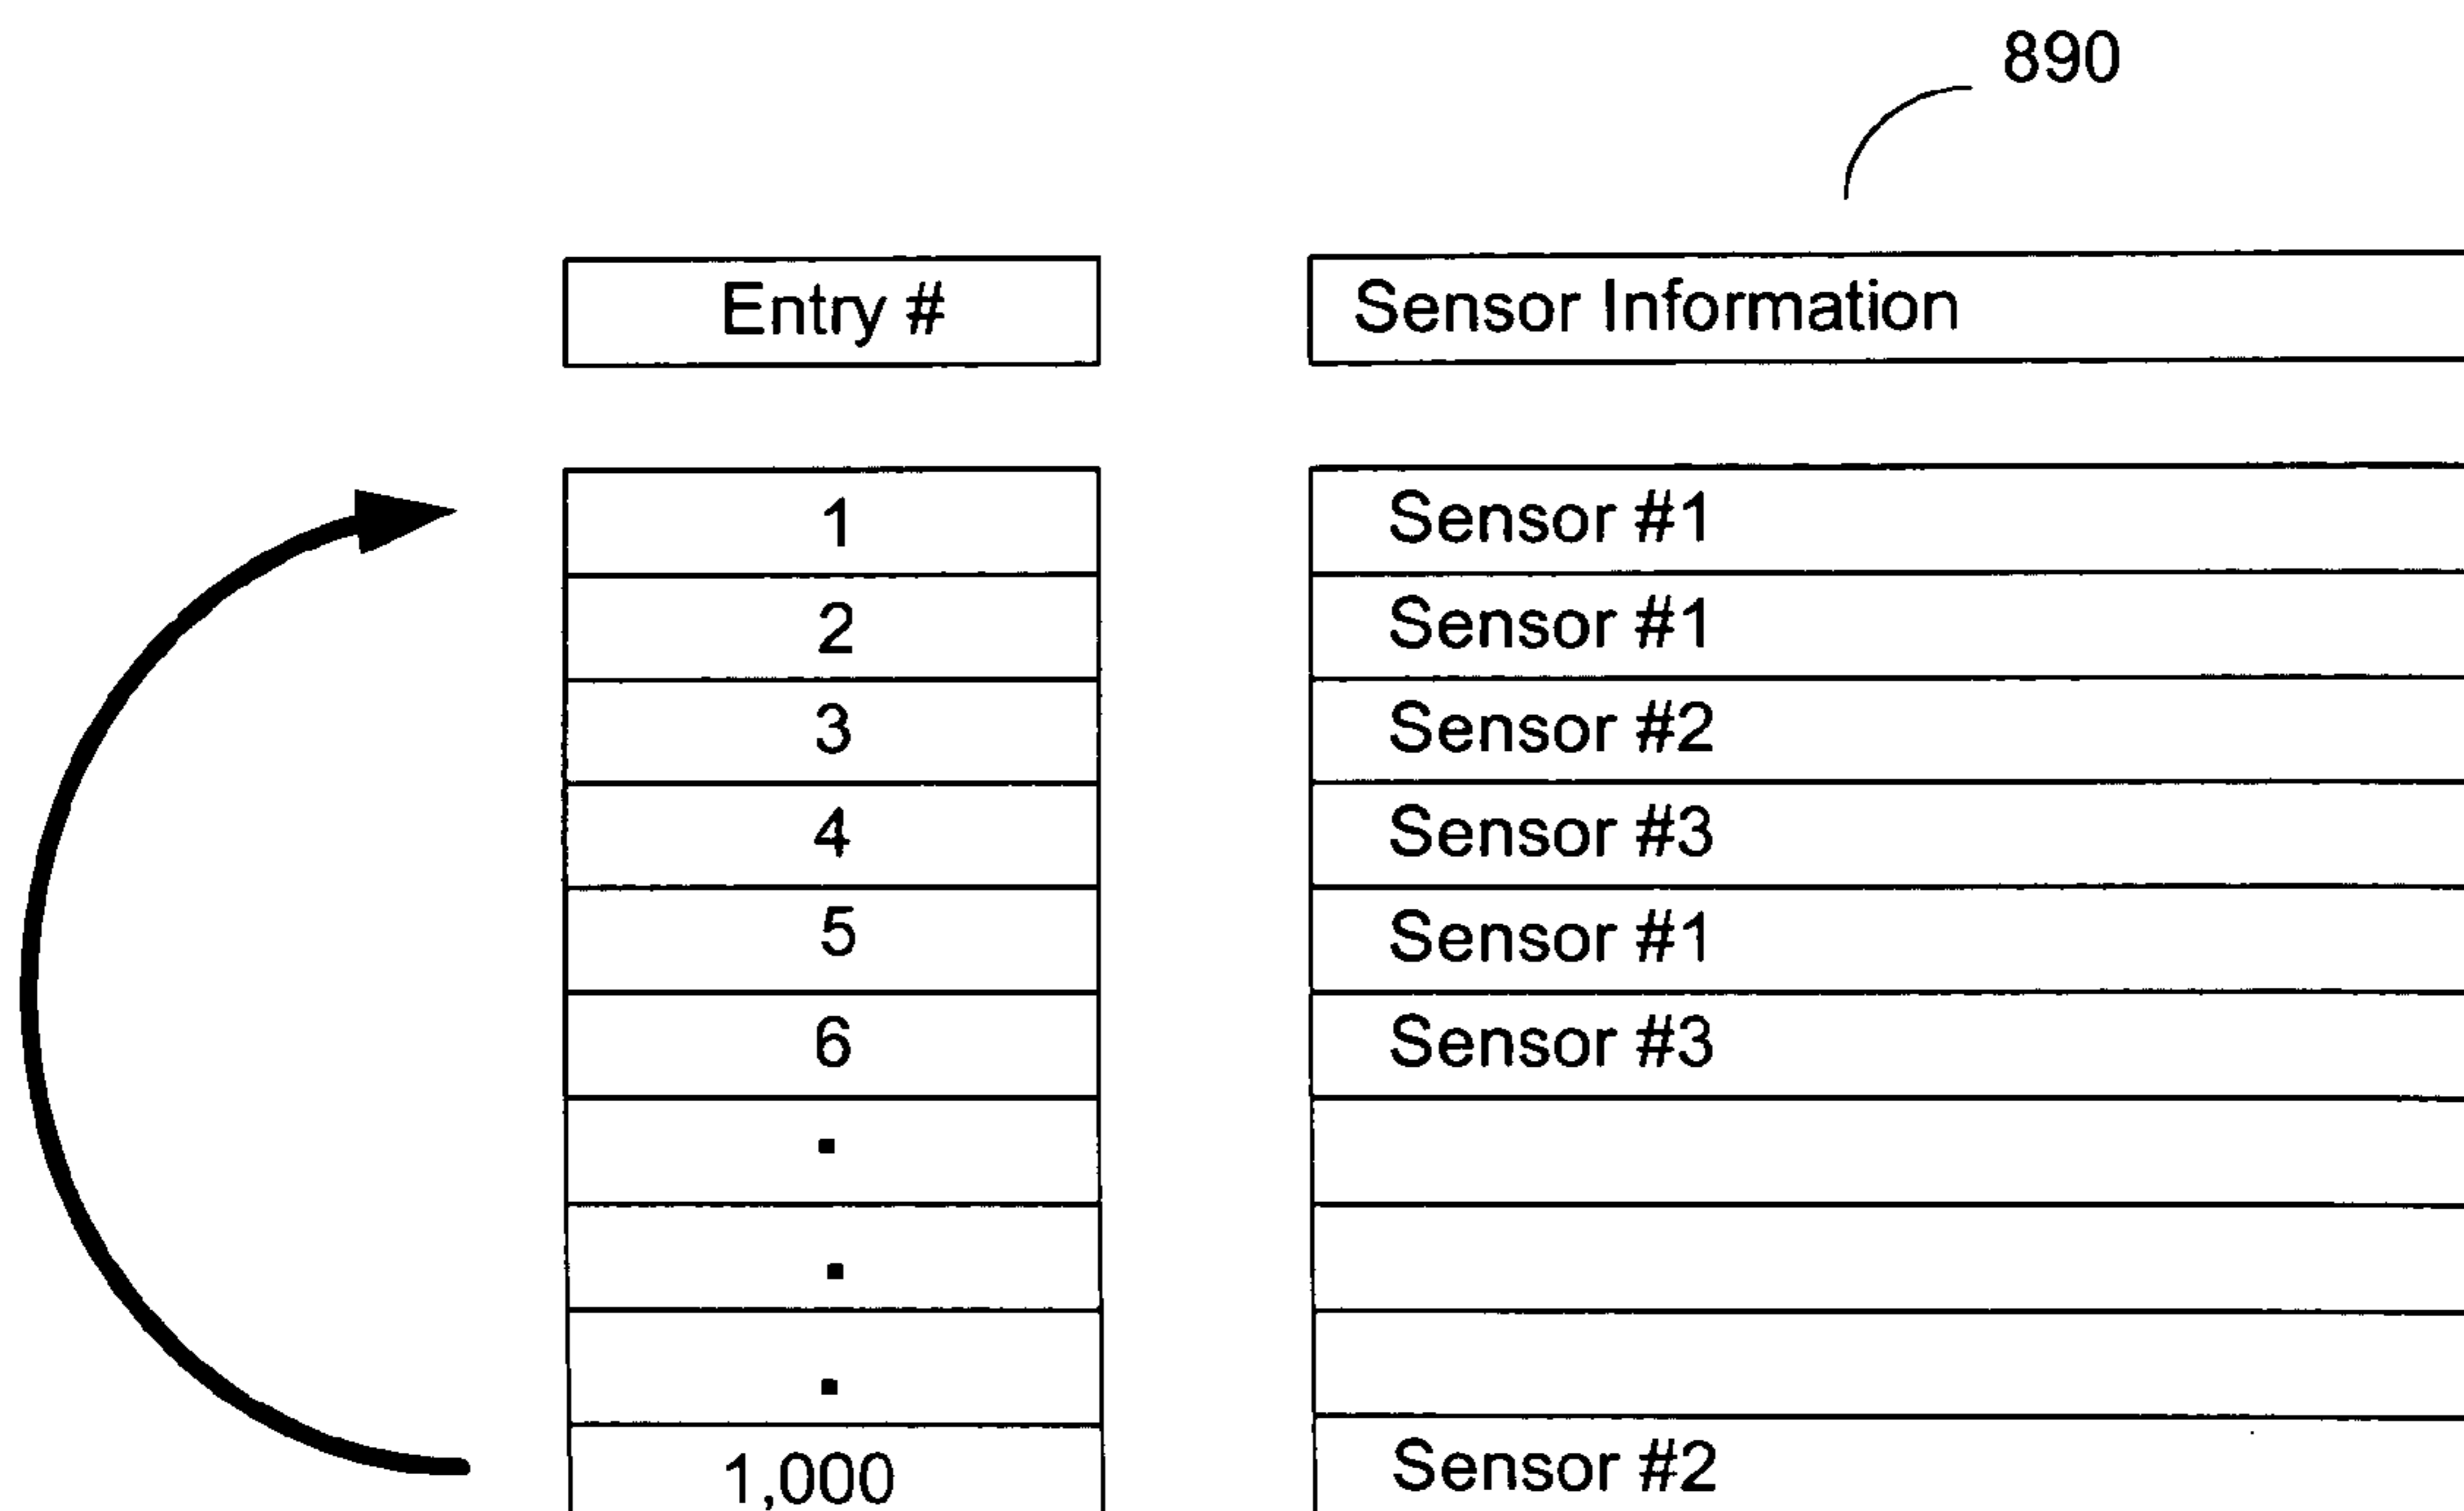 890
Entry # Sensor Information
1 Sensor #1
2 Sensor #1
3 Sensor #2
4 Sensor #3
5 Sensor #1
6 Sensor #3
.
.
.
1,000 Sensor #2